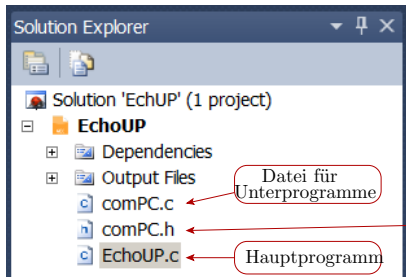 Solution Explorer
Solution 'EchUP' (1 project)
EchoUP
Dependencies
Output Files
Datei für
Unterprogramme
comPC.c
comPC.h
EchoUP.c
Hauptprogramm